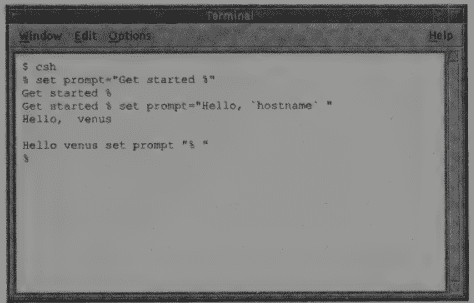 Terminal
Window Edit Options Help
$ csh
% set prompt="Get started %"
Get started %
Get started % set prompt="Hello, `hostname` "
Hello,  venus
Hello venus set prompt "% "
%